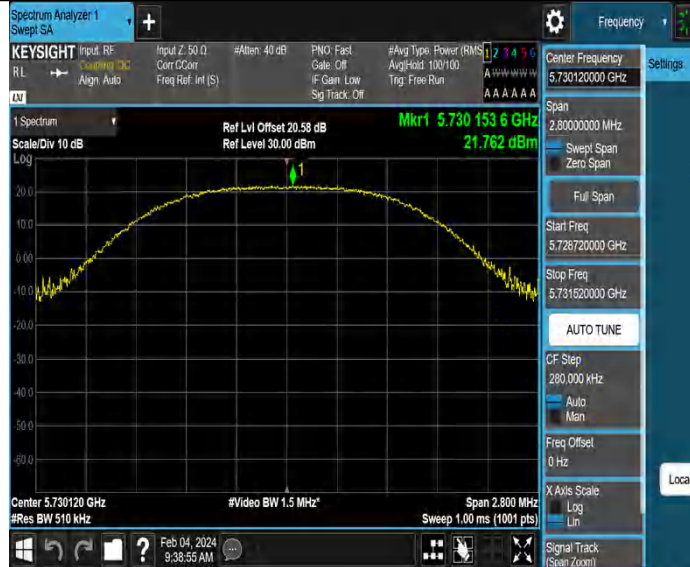 Spectrum Analyzer 1
Swept SA
Frequency
KEYSIGHT
RL
Input: RF
Coupling: DC
Align: Auto
Input Z: 50 Ω
Corr CCorr
Freq Ref: Int (S)
#Atten: 40 dB
PNO: Fast
Gate: Off
IF Gain: Low
Sig Track: Off
#Avg Type: Power (RMS
Avg|Hold: 100/100
Trig: Free Run
1 2 3 4 5 6
A W W W W W
A A A A A A
LXI
1 Spectrum
Scale/Div 10 dB
Ref Lvl Offset 20.58 dB
Ref Level 30.00 dBm
Mkr1 5.730 153 6 GHz
21.762 dBm
Log
1
20.0
10.0
0.00
-10.0
-20.0
-30.0
-40.0
-50.0
-60.0
Center 5.730120 GHz
#Res BW 510 kHz
#Video BW 1.5 MHz*
Span 2.800 MHz
Sweep 1.00 ms (1001 pts)
?
Feb 04, 2024
9:38:55 AM
Center Frequency
5.730120000 GHz
Settings
Span
2.80000000 MHz
Swept Span
Zero Span
Full Span
Start Freq
5.728720000 GHz
Stop Freq
5.731520000 GHz
AUTO TUNE
CF Step
280.000 kHz
Auto
Man
Freq Offset
0 Hz
X Axis Scale
Log
Lin
Loca
Signal Track
(Span Zoom)